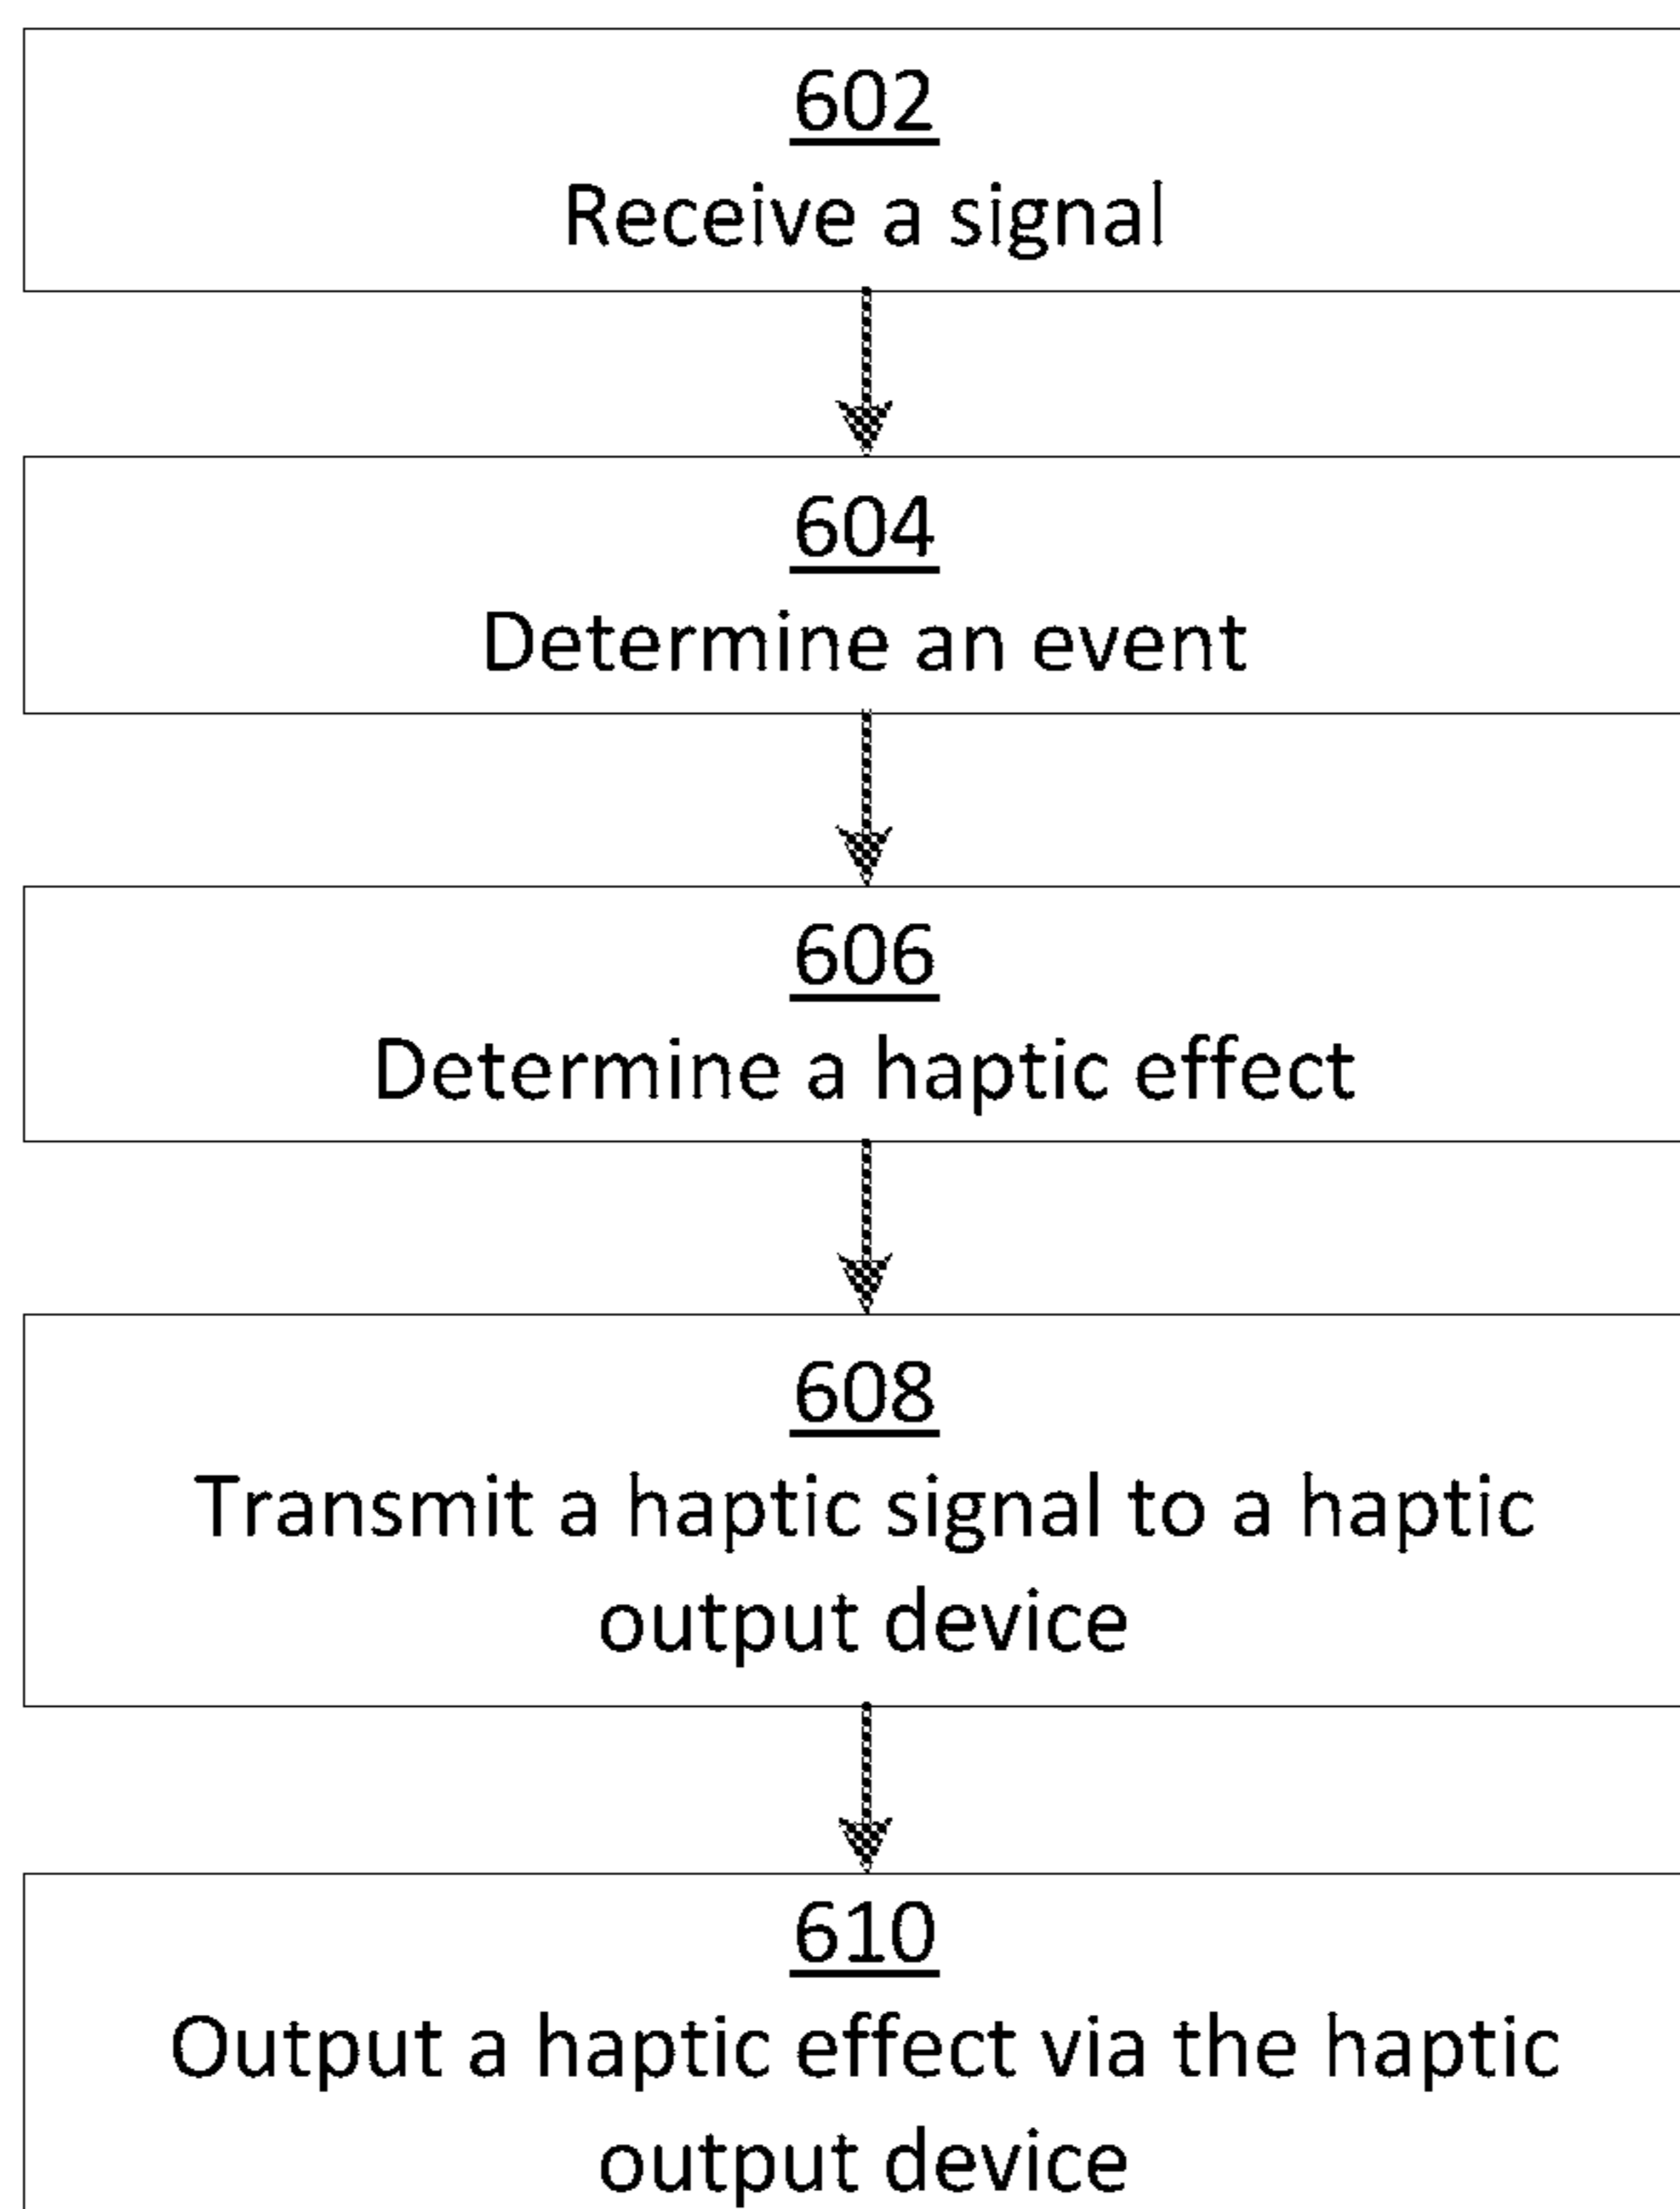 602
Receive a signal
604
Determine an event
606
Determine a haptic effect
608
Transmit a haptic signal to a haptic
output device
610
Output a haptic effect via the haptic
output device